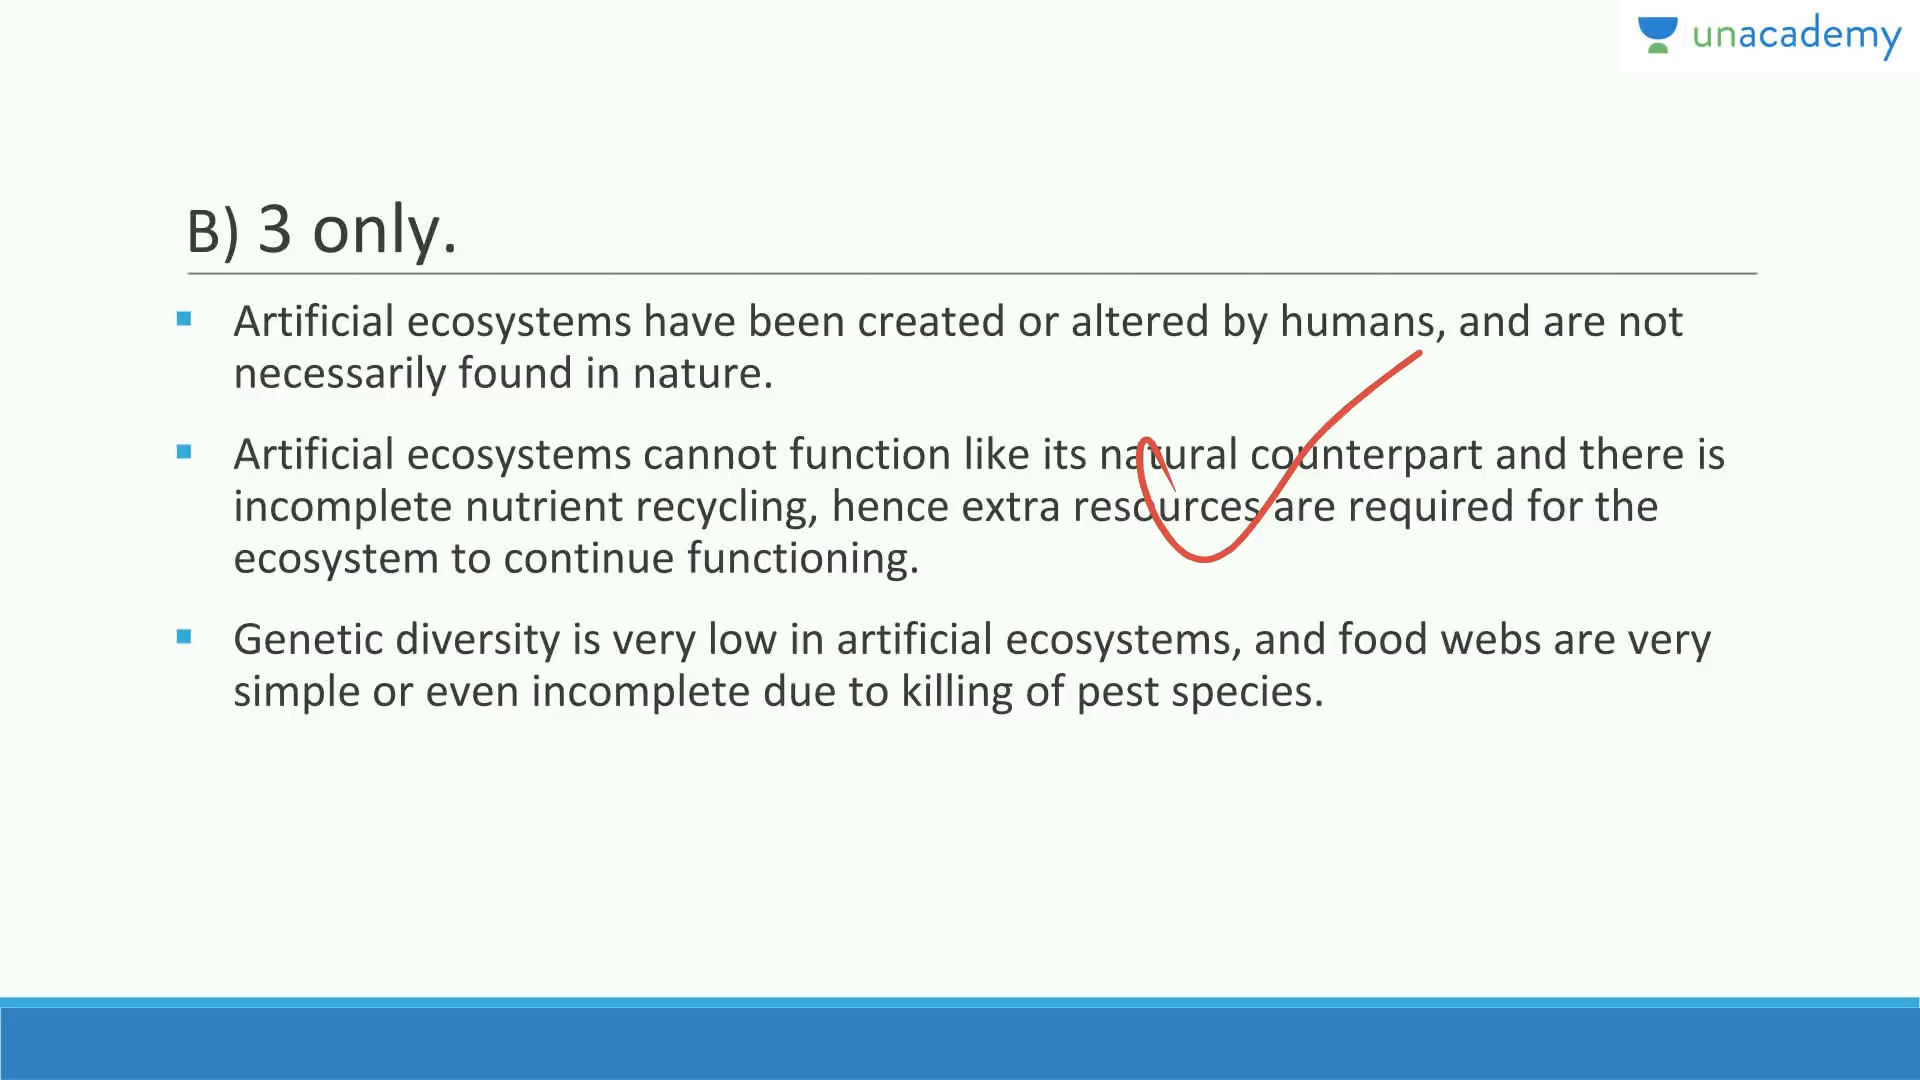 unacademy
B) 3 only.
▪ Artificial ecosystems have been created or altered by humans, and are not
necessarily found in nature.
▪ Artificial ecosystems cannot function like its natural counterpart and there is
incomplete nutrient recycling, hence extra resources are required for the
ecosystem to continue functioning.
▪ Genetic diversity is very low in artificial ecosystems, and food webs are very
simple or even incomplete due to killing of pest species.